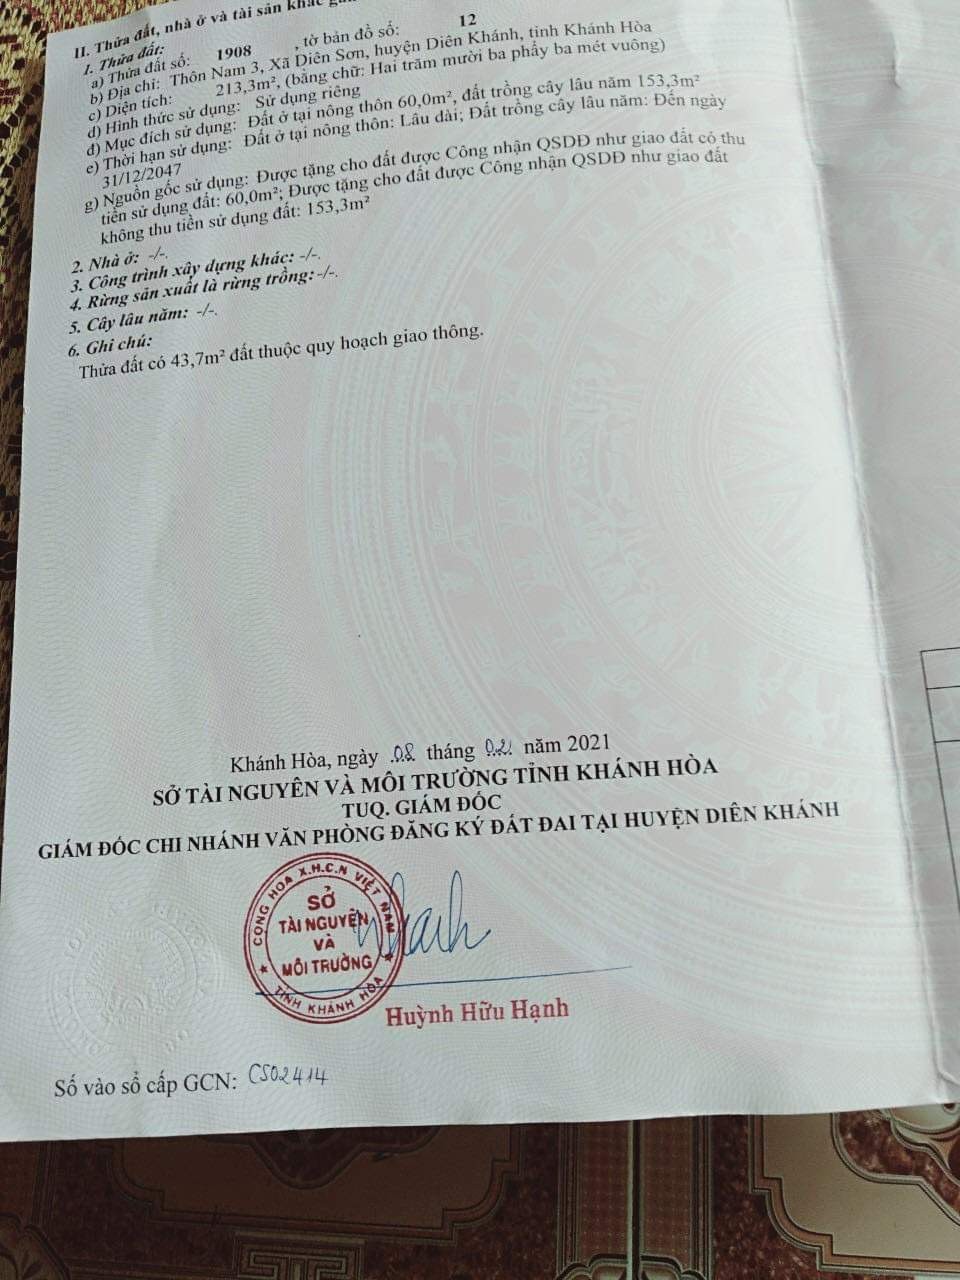 II. Thửa đất, nhà ở và tài sản khác
1. Thửa đất:
a) Thửa đất số: 1908 , tờ bản đồ số: 12
b) Địa chỉ: Thôn Nam 3, Xã Diên Sơn, huyện Diên Khánh, tỉnh Khánh Hòa
c) Diện tích: 213,3m², (bằng chữ: Hai trăm mười ba phẩy ba mét vuông)
d) Hình thức sử dụng: Sử dụng riêng
đ) Mục đích sử dụng: Đất ở tại nông thôn 60,0m², đất trồng cây lâu năm 153,3m²
e) Thời hạn sử dụng: Đất ở tại nông thôn: Lâu dài; Đất trồng cây lâu năm: Đến ngày
31/12/2047
g) Nguồn gốc sử dụng: Được tặng cho đất được Công nhận QSDĐ như giao đất có thu
tiền sử dụng đất: 60,0m²; Được tặng cho đất được Công nhận QSDĐ như giao đất
không thu tiền sử dụng đất: 153,3m²
2. Nhà ở: -/-.
3. Công trình xây dựng khác: -/-.
4. Rừng sản xuất là rừng trồng: -/-.
5. Cây lâu năm: -/-.
6. Ghi chú:
Thửa đất có 43,7m² đất thuộc quy hoạch giao thông.
Khánh Hòa, ngày 08 tháng 02 năm 2021
SỞ TÀI NGUYÊN VÀ MÔI TRƯỜNG TỈNH KHÁNH HÒA
TUQ. GIÁM ĐỐC
GIÁM ĐỐC CHI NHÁNH VĂN PHÒNG ĐĂNG KÝ ĐẤT ĐAI TẠI HUYỆN DIÊN KHÁNH
CỘNG HÒA X.H.C.N VIỆT NAM
SỞ
TÀI NGUYÊN
VÀ
MÔI TRƯỜNG
TỈNH KHÁNH HÒA
Huỳnh Hữu Hạnh
Số vào sổ cấp GCN: CS02414